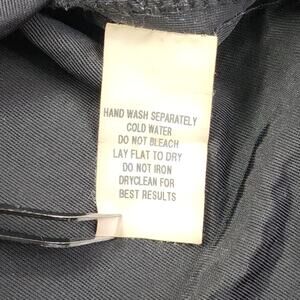 HAND WASH SEPARATELY
COLD WATER
DO NOT BLEACH
LAY FLAT TO DRY
DO NOT IRON
DRYCLEAN FOR
BEST RESULTS